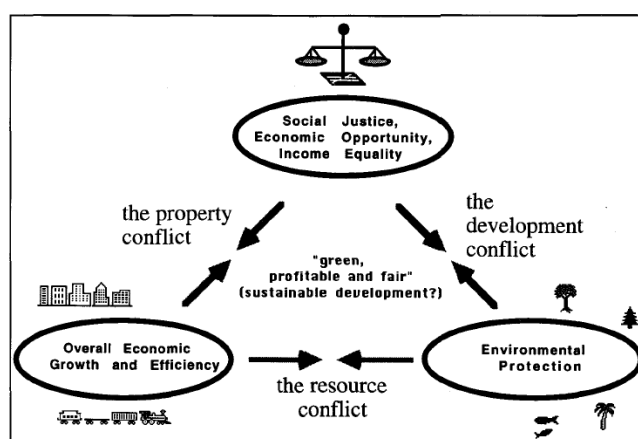 Social Justice,
Economic Opportunity,
Income Equality
the property
conflict
the
development
conflict
"green,
profitable and fair"
(sustainable development?)
Overall Economic
Growth and Efficiency
Environmental
Protection
the resource
conflict